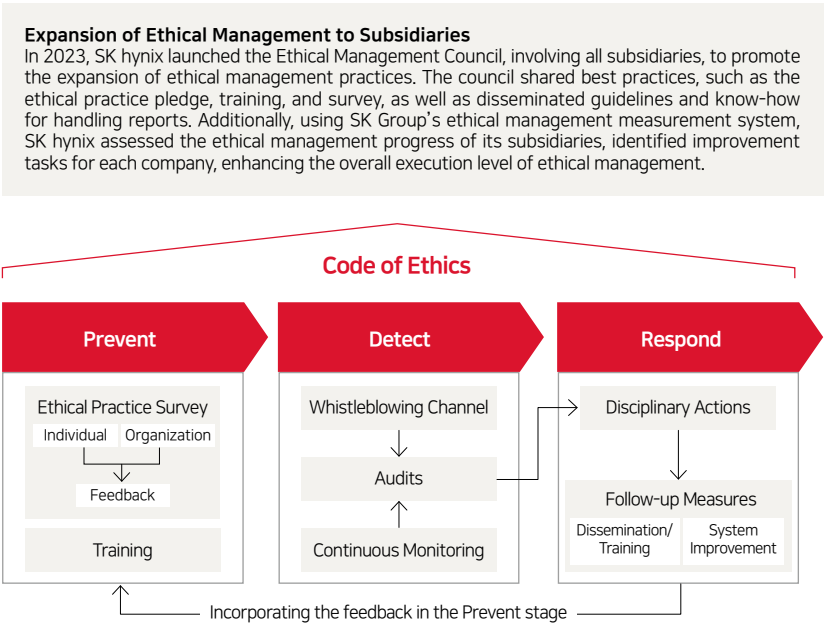 Expansion of Ethical Management to Subsidiaries
In 2023, SK hynix launched the Ethical Management Council, involving all subsidiaries, to promote
the expansion of ethical management practices. The council shared best practices, such as the
ethical practice pledge, training, and survey, as well as disseminated guidelines and know-how
for handling reports. Additionally, using SK Group's ethical management measurement system,
SK hynix assessed the ethical management progress of its subsidiaries, identified improvement
tasks for each company, enhancing the overall execution level of ethical management.
Code of Ethics
Prevent
Ethical Practice Survey
Individual
Organization
Feedback
Training
Detect
Whistleblowing Channel
Audits
Continuous Monitoring
Respond
Disciplinary Actions
Follow-up Measures
Dissemination/
Training
System
Improvement
Incorporating the feedback in the Prevent stage